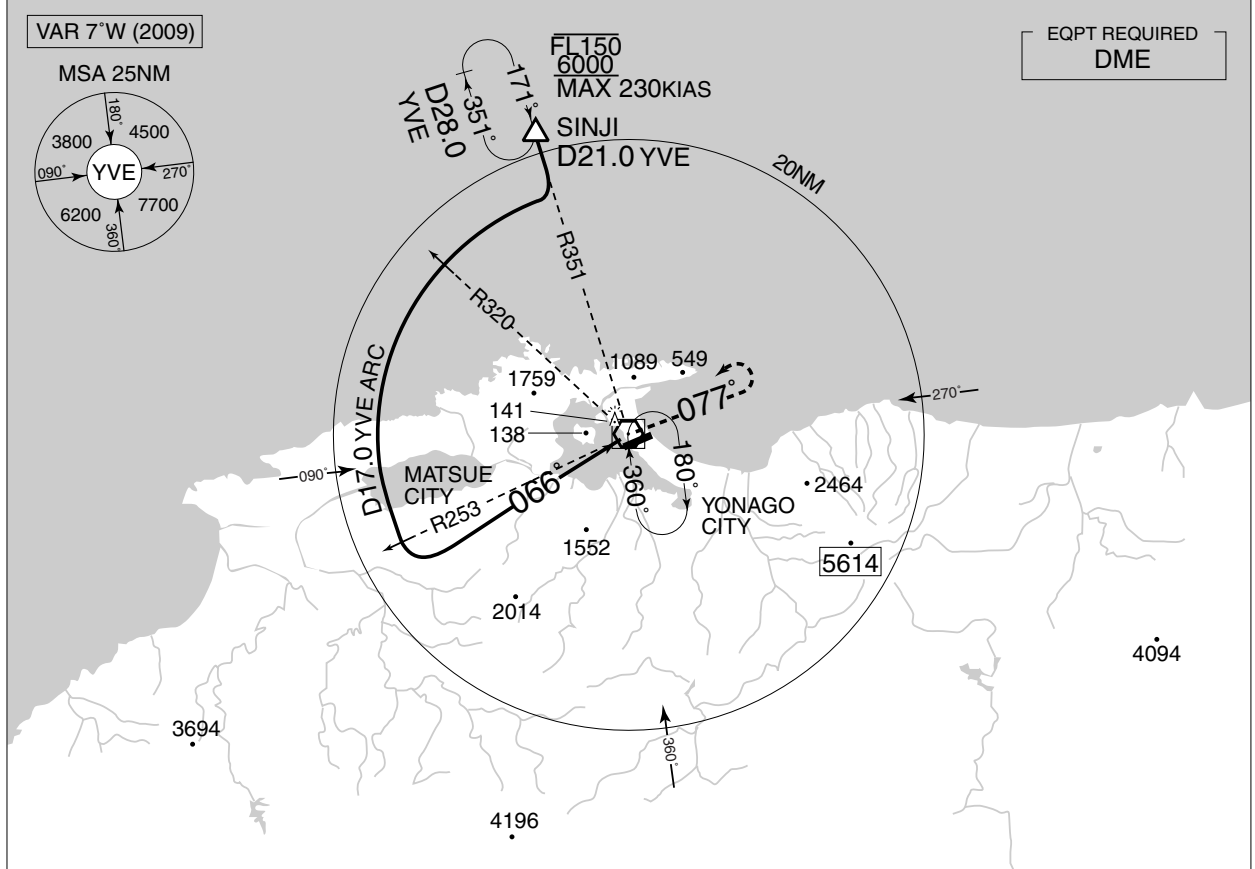 VAR 7°W (2009)
MSA 25NM
180°
3800
4500
090°
YVE
270°
6200
7700
360°
FL150
6000
MAX 230KIAS
EQPT REQUIRED
DME
171°
351°
D28.0
YVE
SINJI
D21.0 YVE
20NM
R351
R320
D17.0 YVE ARC
1759
1089
549
141
138
077°
270°
090°
MATSUE
CITY
R253
066°
180°
360°
YONAGO
CITY
2464
1552
5614
2014
4094
3694
360°
4196